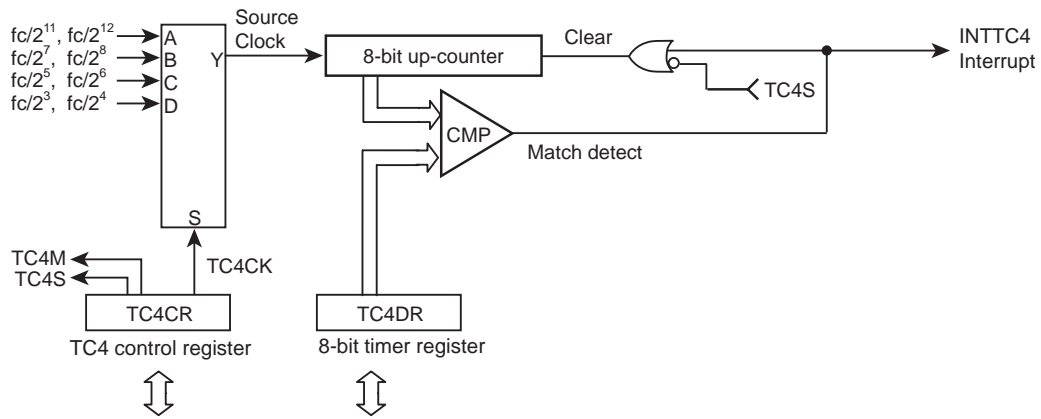 Source
Clock
fc/2^11, fc/2^12
fc/2^7, fc/2^8
fc/2^5, fc/2^6
fc/2^3, fc/2^4
A
B
C
D
Y
S
8-bit up-counter
Clear
TC4S
INTTC4
Interrupt
CMP
Match detect
TC4M
TC4S
TC4CK
TC4CR
TC4 control register
TC4DR
8-bit timer register